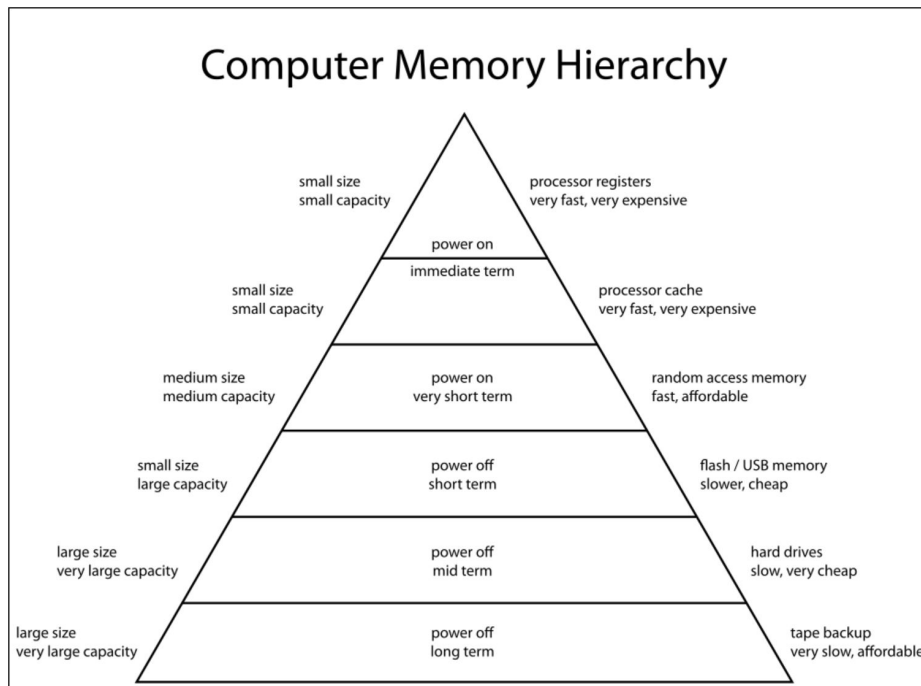 Computer Memory Hierarchy
small size
small capacity
processor registers
very fast, very expensive
power on
immediate term
small size
small capacity
processor cache
very fast, very expensive
medium size
medium capacity
power on
very short term
random access memory
fast, affordable
small size
large capacity
power off
short term
flash / USB memory
slower, cheap
large size
very large capacity
power off
mid term
hard drives
slow, very cheap
large size
very large capacity
power off
long term
tape backup
very slow, affordable